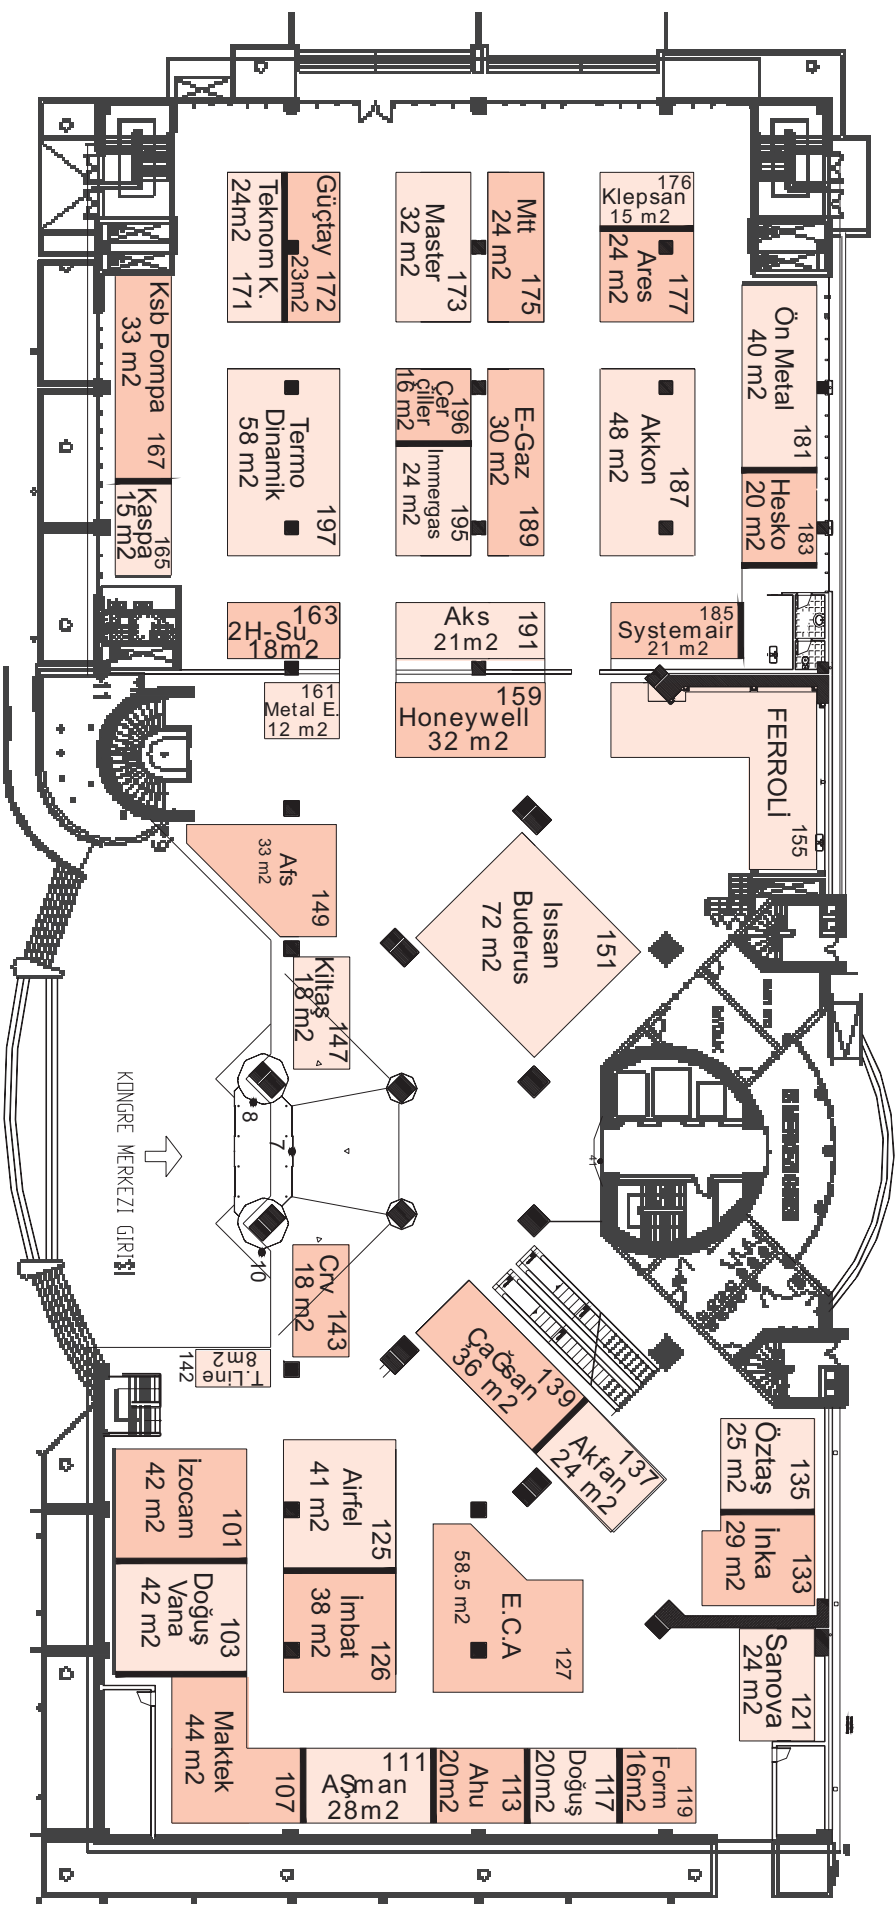 176
Klepsan
15 m2
Teknom K.
24m2
171
Güçtay
23m2
172
Master
32 m2
173
Mtt
24 m2
175
Ares
24 m2
177
Ksb Pompa
33 m2
167
Ön Metal
40 m2
181
Termo
Dinamik
58 m2
197
Çer
çiller
16 m2
196
Immergas
24 m2
195
E-Gaz
30 m2
189
Akkon
48 m2
187
Hesko
20 m2
183
Kaspa
15 m2
165
163
2H-Su
18m2
Aks
21m2
191
185
Systemair
21 m2
11
161
Metal E.
12 m2
159
Honeywell
32 m2
FERROLİ
155
Afs
33 m2
149
Isısan
Buderus
72 m2
151
Kiltaş
18 m2
147
KONGRE MERKEZİ GİRİŞİ
8
7
10
41
Crv
18 m2
143
T.Line
8m2
142
ÇaĞsan
36 m2
139
Akfan
24 m2
137
Öztaş
25 m2
135
İnka
29 m2
133
İzocam
42 m2
101
Airfel
41 m2
125
Doğuş
Vana
42 m2
103
İmbat
38 m2
126
E.C.A
58.5 m2
127
Sanova
24 m2
121
Maktek
44 m2
107
111
AŞman
28m2
Ahu
20m2
113
Doğuş
20m2
117
Form
16m2
119